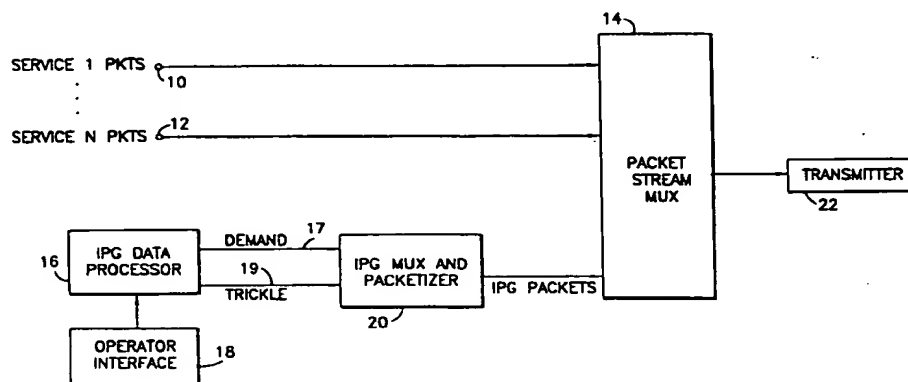 14
SERVICE 1 PKTS
10
SERVICE N PKTS
12
PACKET
STREAM
MUX
TRANSMITTER
22
DEMAND
17
16
IPG DATA
PROCESSOR
19
TRICKLE
IPG MUX AND
PACKETIZER
20
IPG PACKETS
OPERATOR
INTERFACE
18